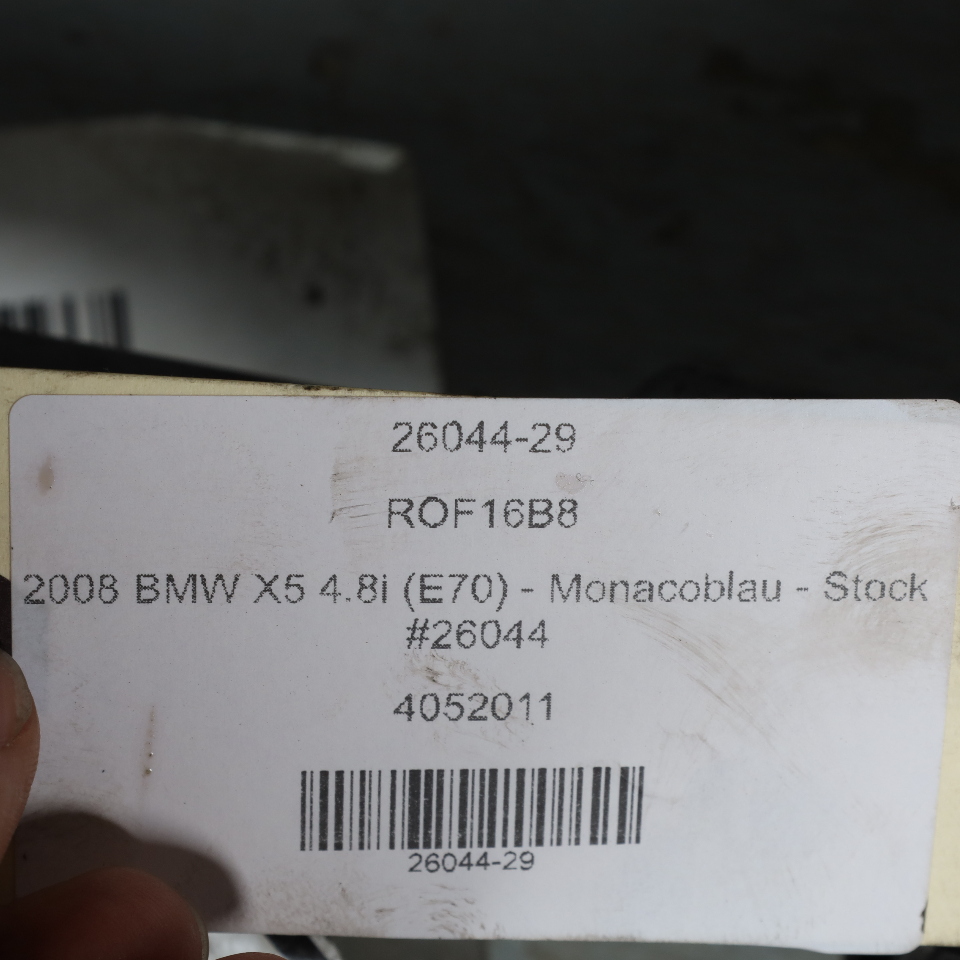 26044-29
ROF16B8
2008 BMW X5 4.8i (E70) - Monacoblau - Stock
#26044
4052011
26044-29